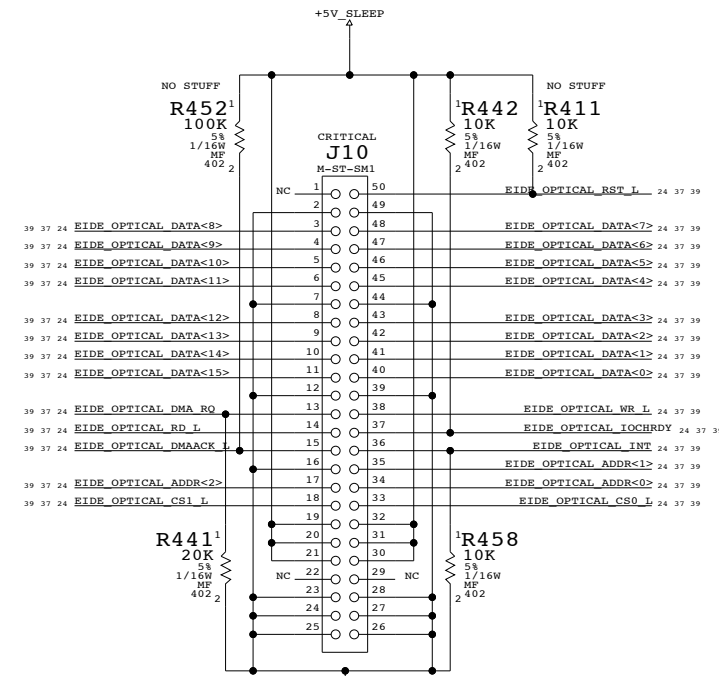 +5V_SLEEP
NO STUFF
NO STUFF
R452 1
100K
5%
1/16W
MF
402
2
1 R442
10K
5%
1/16W
MF
402
2
1 R411
10K
5%
1/16W
MF
402
2
CRITICAL
J10
M-ST-SM1
NC 1 50 EIDE_OPTICAL_RST_L 24 37 39
2 49
39 37 24 EIDE_OPTICAL_DATA<8> 3 48 EIDE_OPTICAL_DATA<7> 24 37 39
39 37 24 EIDE_OPTICAL_DATA<9> 4 47 EIDE_OPTICAL_DATA<6> 24 37 39
39 37 24 EIDE_OPTICAL_DATA<10> 5 46 EIDE_OPTICAL_DATA<5> 24 37 39
39 37 24 EIDE_OPTICAL_DATA<11> 6 45 EIDE_OPTICAL_DATA<4> 24 37 39
7 44
39 37 24 EIDE_OPTICAL_DATA<12> 8 43 EIDE_OPTICAL_DATA<3> 24 37 39
39 37 24 EIDE_OPTICAL_DATA<13> 9 42 EIDE_OPTICAL_DATA<2> 24 37 39
39 37 24 EIDE_OPTICAL_DATA<14> 10 41 EIDE_OPTICAL_DATA<1> 24 37 39
39 37 24 EIDE_OPTICAL_DATA<15> 11 40 EIDE_OPTICAL_DATA<0> 24 37 39
12 39
39 37 24 EIDE_OPTICAL_DMA_RQ 13 38 EIDE_OPTICAL_WR_L 24 37 39
39 37 24 EIDE_OPTICAL_RD_L 14 37 EIDE_OPTICAL_IOCHRDY 24 37 39
39 37 24 EIDE_OPTICAL_DMAACK_L 15 36 EIDE_OPTICAL_INT 24 37 39
16 35 EIDE_OPTICAL_ADDR<1> 24 37 39
39 37 24 EIDE_OPTICAL_ADDR<2> 17 34 EIDE_OPTICAL_ADDR<0> 24 37 39
39 37 24 EIDE_OPTICAL_CS1_L 18 33 EIDE_OPTICAL_CS0_L 24 37 39
19 32
20 31
21 30
NC 22 29 NC
23 28
24 27
25 26
R441 1
20K
5%
1/16W
MF
402
2
1 R458
10K
5%
1/16W
MF
402
2